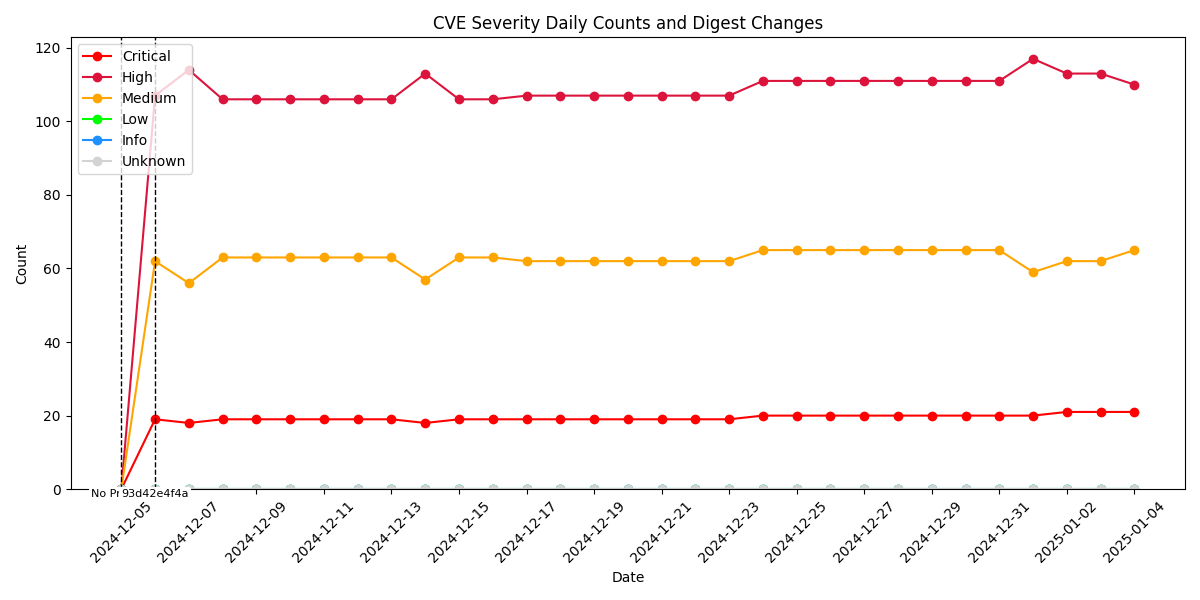 CVE Severity Daily Counts and Digest Changes
Critical
High
Medium
Low
Info
Unknown
120
100
80
60
40
20
0
Count
No Pr
93d42e4f4a
2024-12-05
2024-12-07
2024-12-09
2024-12-11
2024-12-13
2024-12-15
2024-12-17
2024-12-19
2024-12-21
2024-12-23
2024-12-25
2024-12-27
2024-12-29
2024-12-31
2025-01-02
2025-01-04
Date